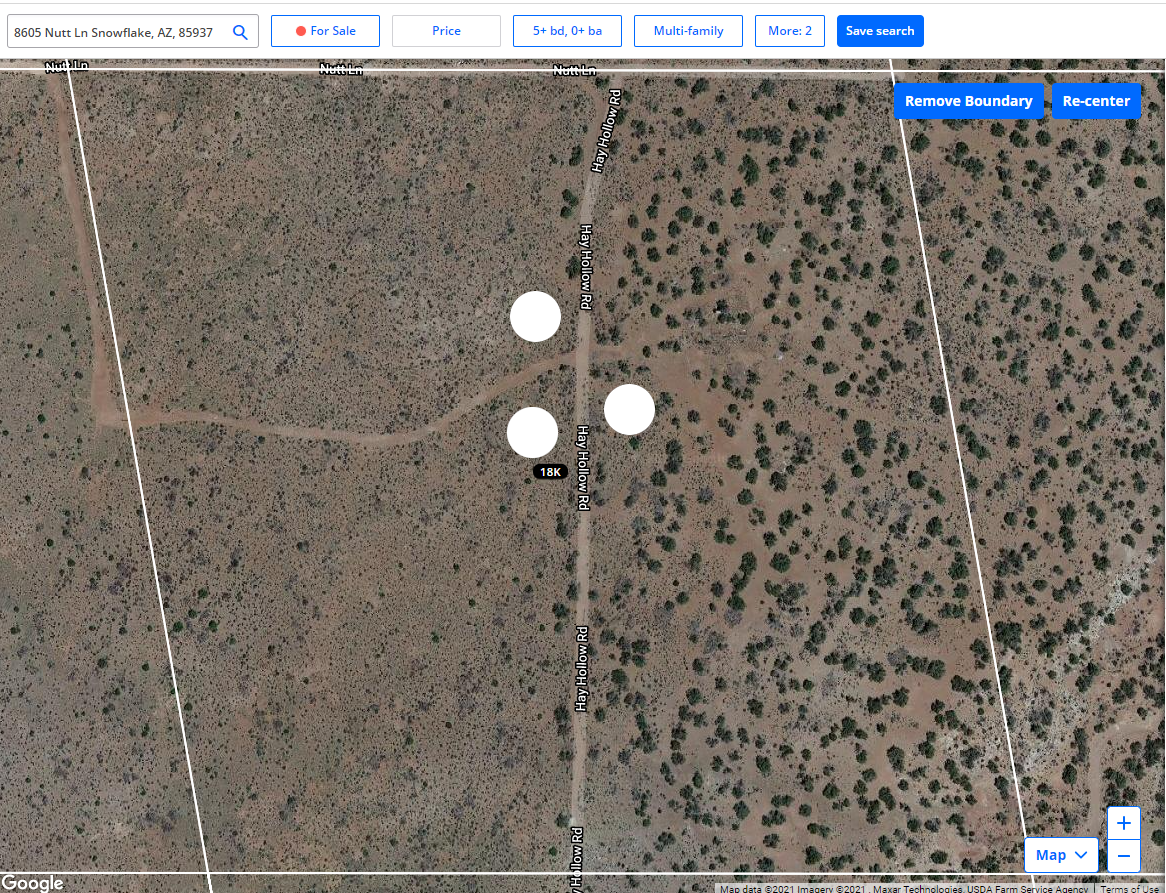 8605 Nutt Ln Snowflake, AZ, 85937
For Sale
Price
5+ bd, 0+ ba
Multi-family
More: 2
Save search
Nutt Ln
Nutt Ln
Nutt Ln
Remove Boundary
Re-center
Hay Hollow Rd
Hay Hollow Rd
Hay Hollow Rd
18K
Hay Hollow Rd
Hollow Rd
+
Map
−
Google
Map data ©2021 Imagery ©2021 , Maxar Technologies, USDA Farm Service Agency
Terms of Use